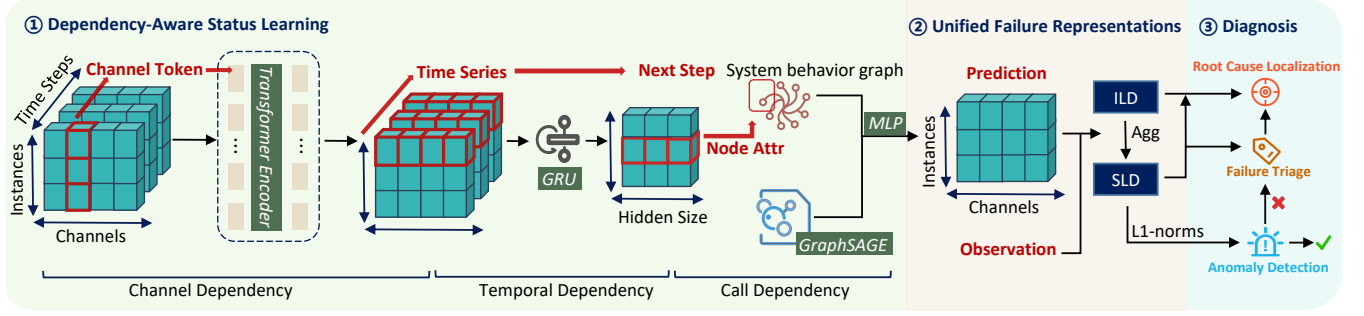 ① Dependency-Aware Status Learning
Time Steps
Channel Token
Instances
Channels
...
...
Transformer Encoder
Time Series
Next Step
GRU
Hidden Size
Node Attr
System behavior graph
GraphSAGE
MLP
Channel Dependency
Temporal Dependency
Call Dependency
② Unified Failure Representations
Prediction
Instances
Channels
Observation
ILD
Agg
SLD
L1-norms
③ Diagnosis
Root Cause Localization
Failure Triage
Anomaly Detection